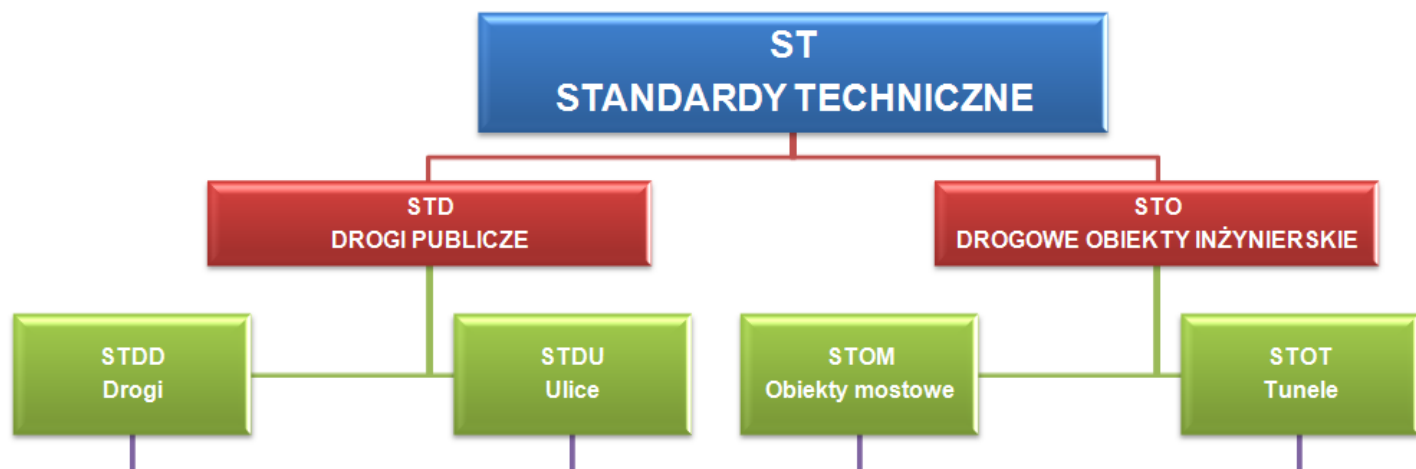 ST
STANDARDY TECHNICZNE
STD
DROGI PUBLICZE
STO
DROGOWE OBIEKTY INŻYNIERSKIE
STDD
Drogi
STDU
Ulice
STOM
Obiekty mostowe
STOT
Tunele